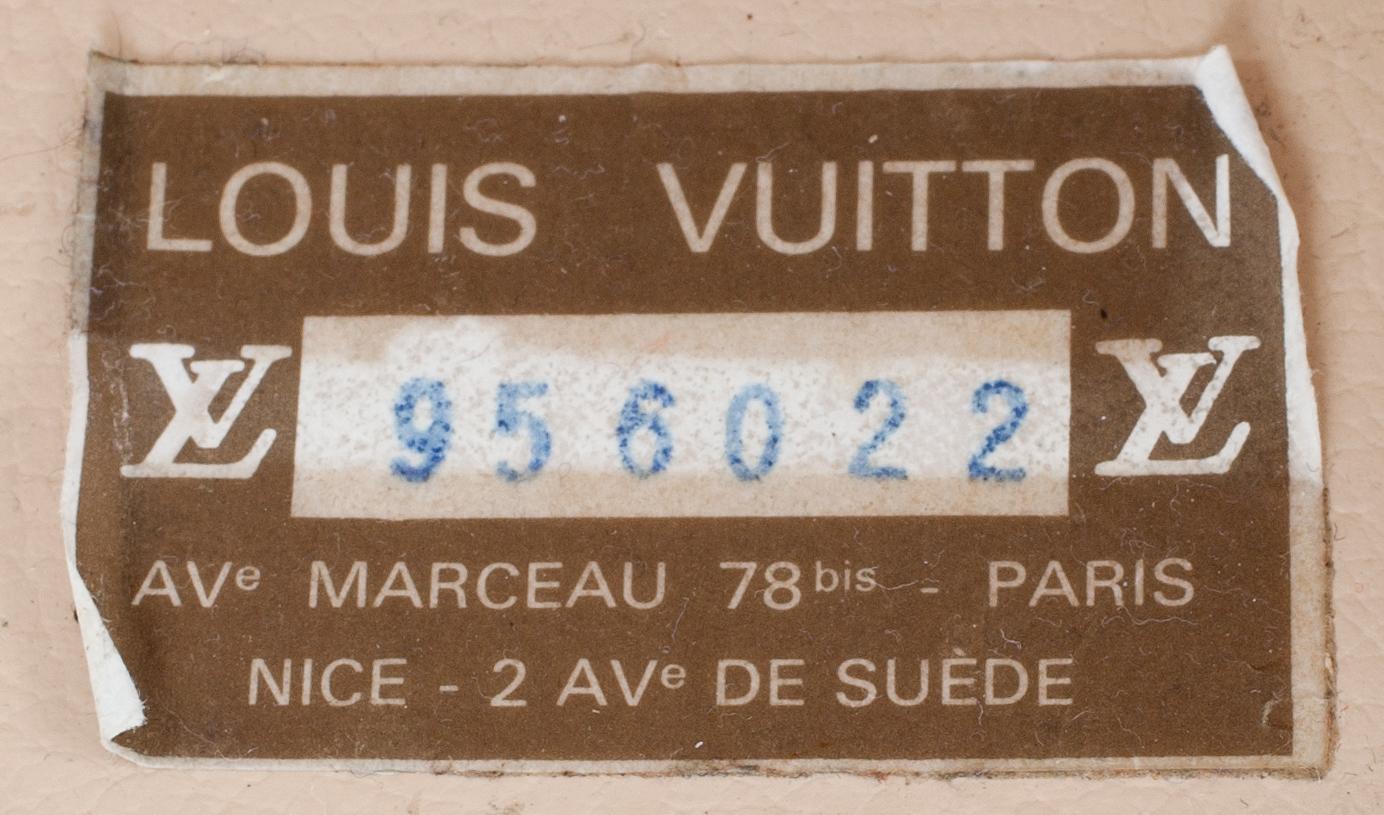 LOUIS VUITTON
LV 956022 LV
AVe MARCEAU 78bis - PARIS
NICE - 2 AVe DE SUÈDE